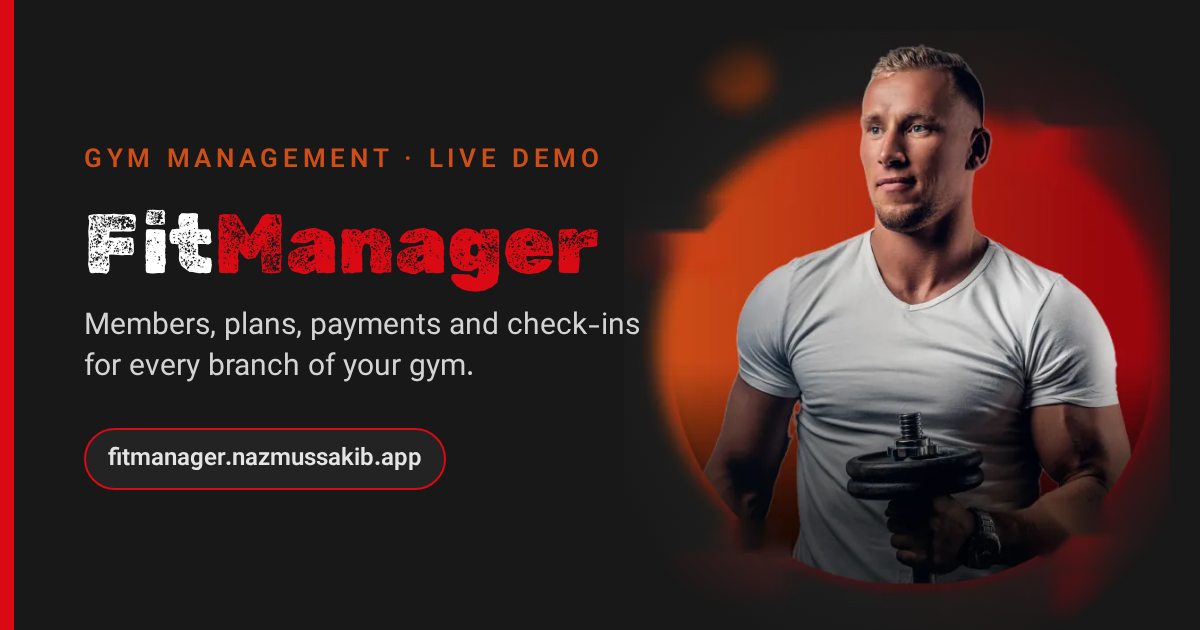 GYM MANAGEMENT · LIVE DEMO
FitManager
Members, plans, payments and check-ins
for every branch of your gym.
fitmanager.nazmussakib.app